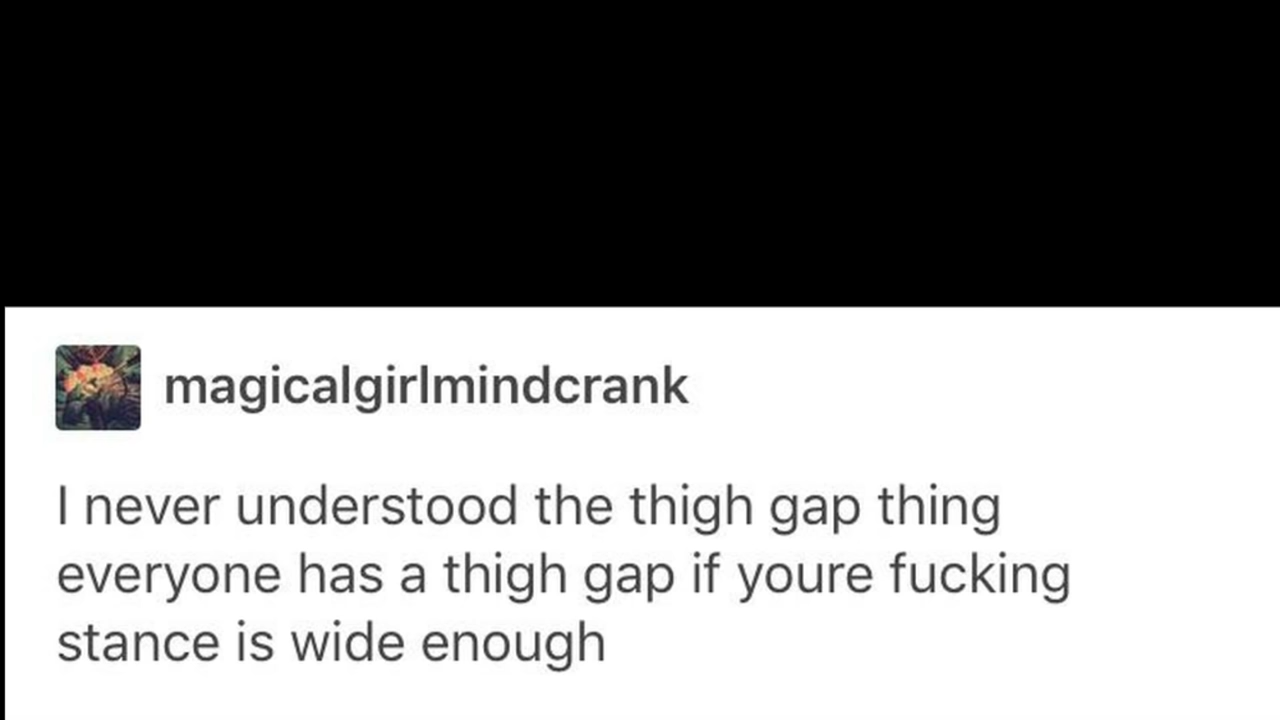 magicalgirlmindcrank
I never understood the thigh gap thing
everyone has a thigh gap if youre fucking
stance is wide enough